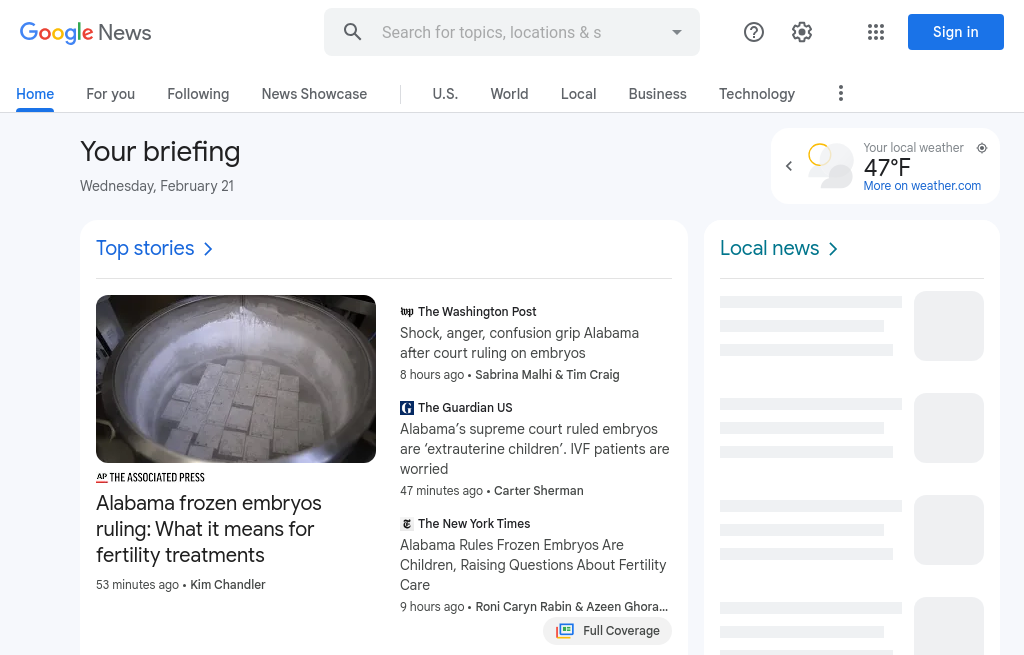 Google News
Search for topics, locations & s
Sign in
Home
For you
Following
News Showcase
U.S.
World
Local
Business
Technology
Your briefing
Wednesday, February 21
Your local weather
47°F
More on weather.com
Top stories
AP THE ASSOCIATED PRESS
Alabama frozen embryos
ruling: What it means for
fertility treatments
53 minutes ago • Kim Chandler
wp The Washington Post
Shock, anger, confusion grip Alabama
after court ruling on embryos
8 hours ago • Sabrina Malhi & Tim Craig
The Guardian US
Alabama’s supreme court ruled embryos
are ‘extrauterine children’. IVF patients are
worried
47 minutes ago • Carter Sherman
The New York Times
Alabama Rules Frozen Embryos Are
Children, Raising Questions About Fertility
Care
9 hours ago • Roni Caryn Rabin & Azeen Ghora...
Full Coverage
Local news